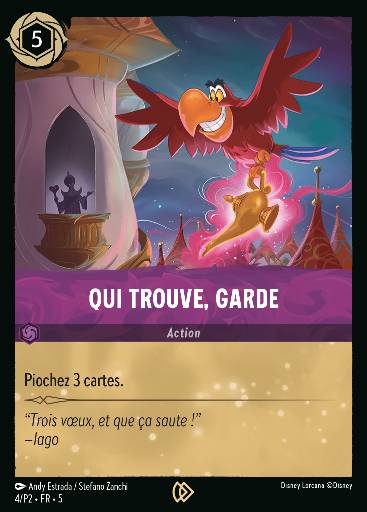 5
QUI TROUVE, GARDE
Action
Piochez 3 cartes.
“Trois vœux, et que ça saute !”
–Iago
Andy Estrada / Stefano Zanchi
Disney Lorcana ©Disney
4/P2 • FR • 5